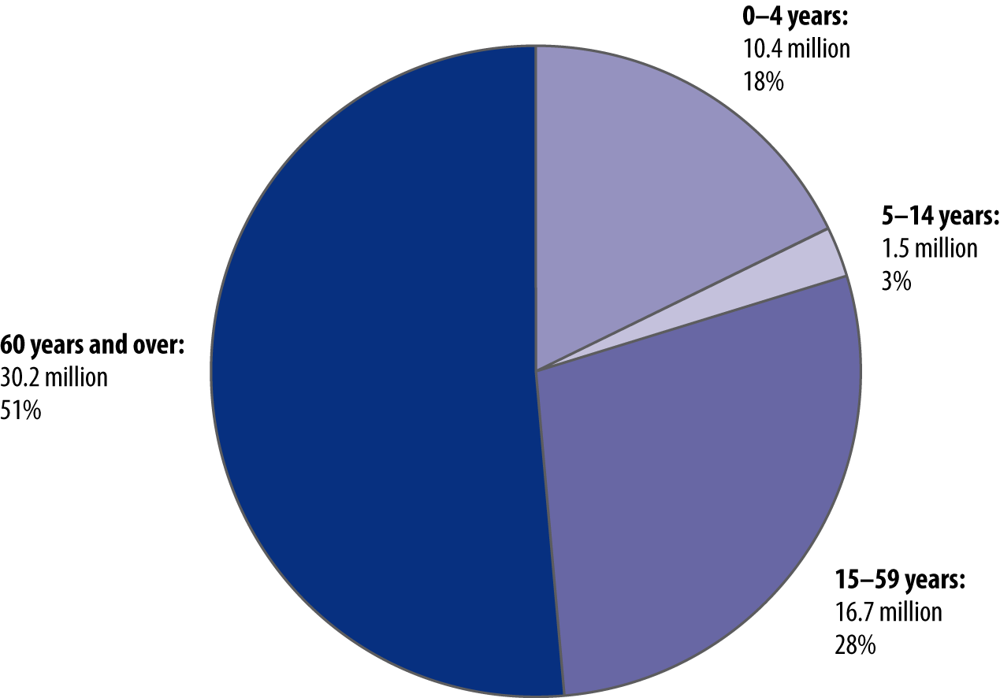 0–4 years:
10.4 million
18%
5–14 years:
1.5 million
3%
60 years and over:
30.2 million
51%
15–59 years:
16.7 million
28%